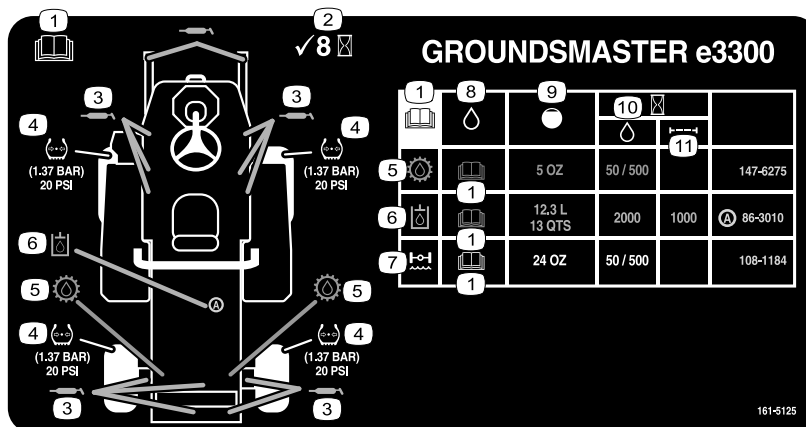 1
2
✓8
GROUNDSMASTER e3300
3
3
4
(1.37 BAR)
20 PSI
4
(1.37 BAR)
20 PSI
1
8
9
10
11
5
1
5 OZ
50 / 500
147-6275
6
1
12.3 L
13 QTS
2000
1000
A 86-3010
7
1
24 OZ
50 / 500
108-1184
6
A
5
5
4
(1.37 BAR)
20 PSI
4
(1.37 BAR)
20 PSI
3
3
161-5125